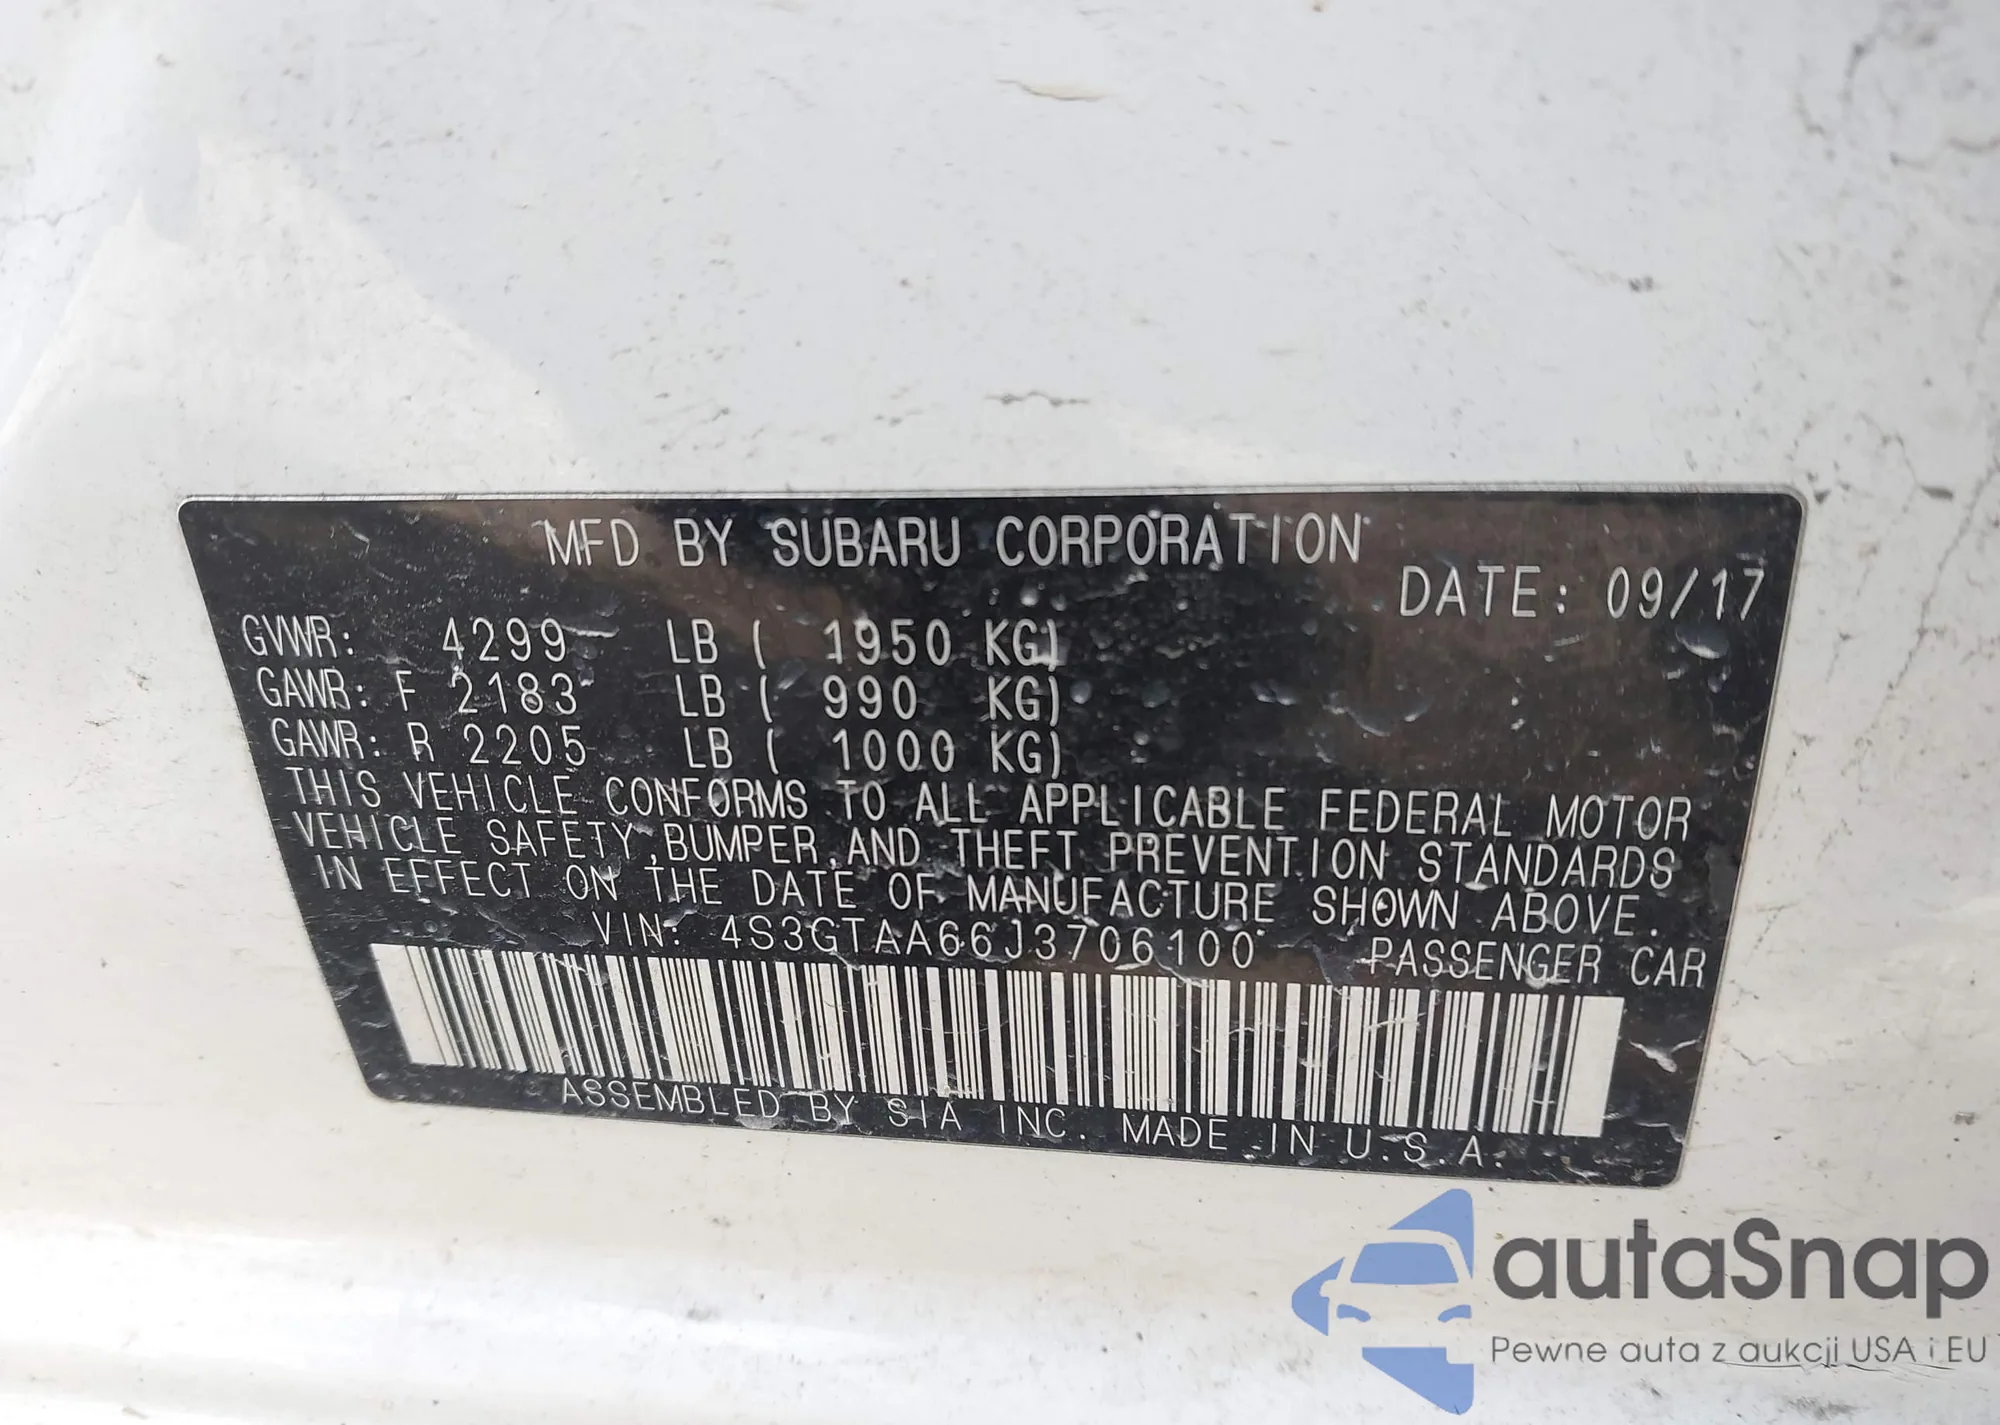 MFD BY SUBARU CORPORATION
DATE: 09/17
GVWR: 4299 LB ( 1950 KG)
GAWR: F 2183 LB ( 990 KG)
GAWR: R 2205 LB ( 1000 KG)
THIS VEHICLE CONFORMS TO ALL APPLICABLE FEDERAL MOTOR
VEHICLE SAFETY,BUMPER,AND THEFT PREVENTION STANDARDS
IN EFFECT ON THE DATE OF MANUFACTURE SHOWN ABOVE.
VIN: 4S3GTAA66J3706100 PASSENGER CAR
ASSEMBLED BY SIA INC. MADE IN U.S.A.
autaSnap
Pewne auta z aukcji USA i EU